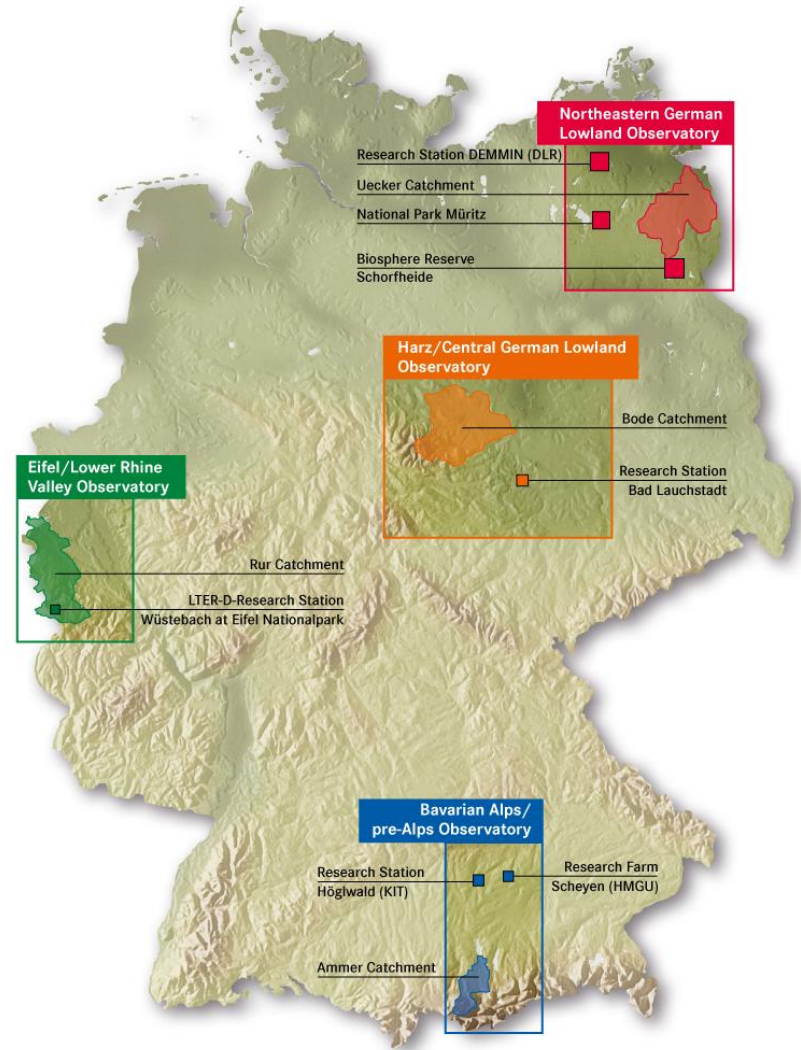 Northeastern German
Lowland Observatory
Research Station DEMMIN (DLR)
Uecker Catchment
National Park Müritz
Biosphere Reserve
Schorfheide
Harz/Central German Lowland
Observatory
Bode Catchment
Research Station
Bad Lauchstadt
Eifel/Lower Rhine
Valley Observatory
Rur Catchment
LTER-D-Research Station
Wüstebach at Eifel Nationalpark
Bavarian Alps/
pre-Alps Observatory
Research Station
Höglwald (KIT)
Research Farm
Scheyen (HMGU)
Ammer Catchment